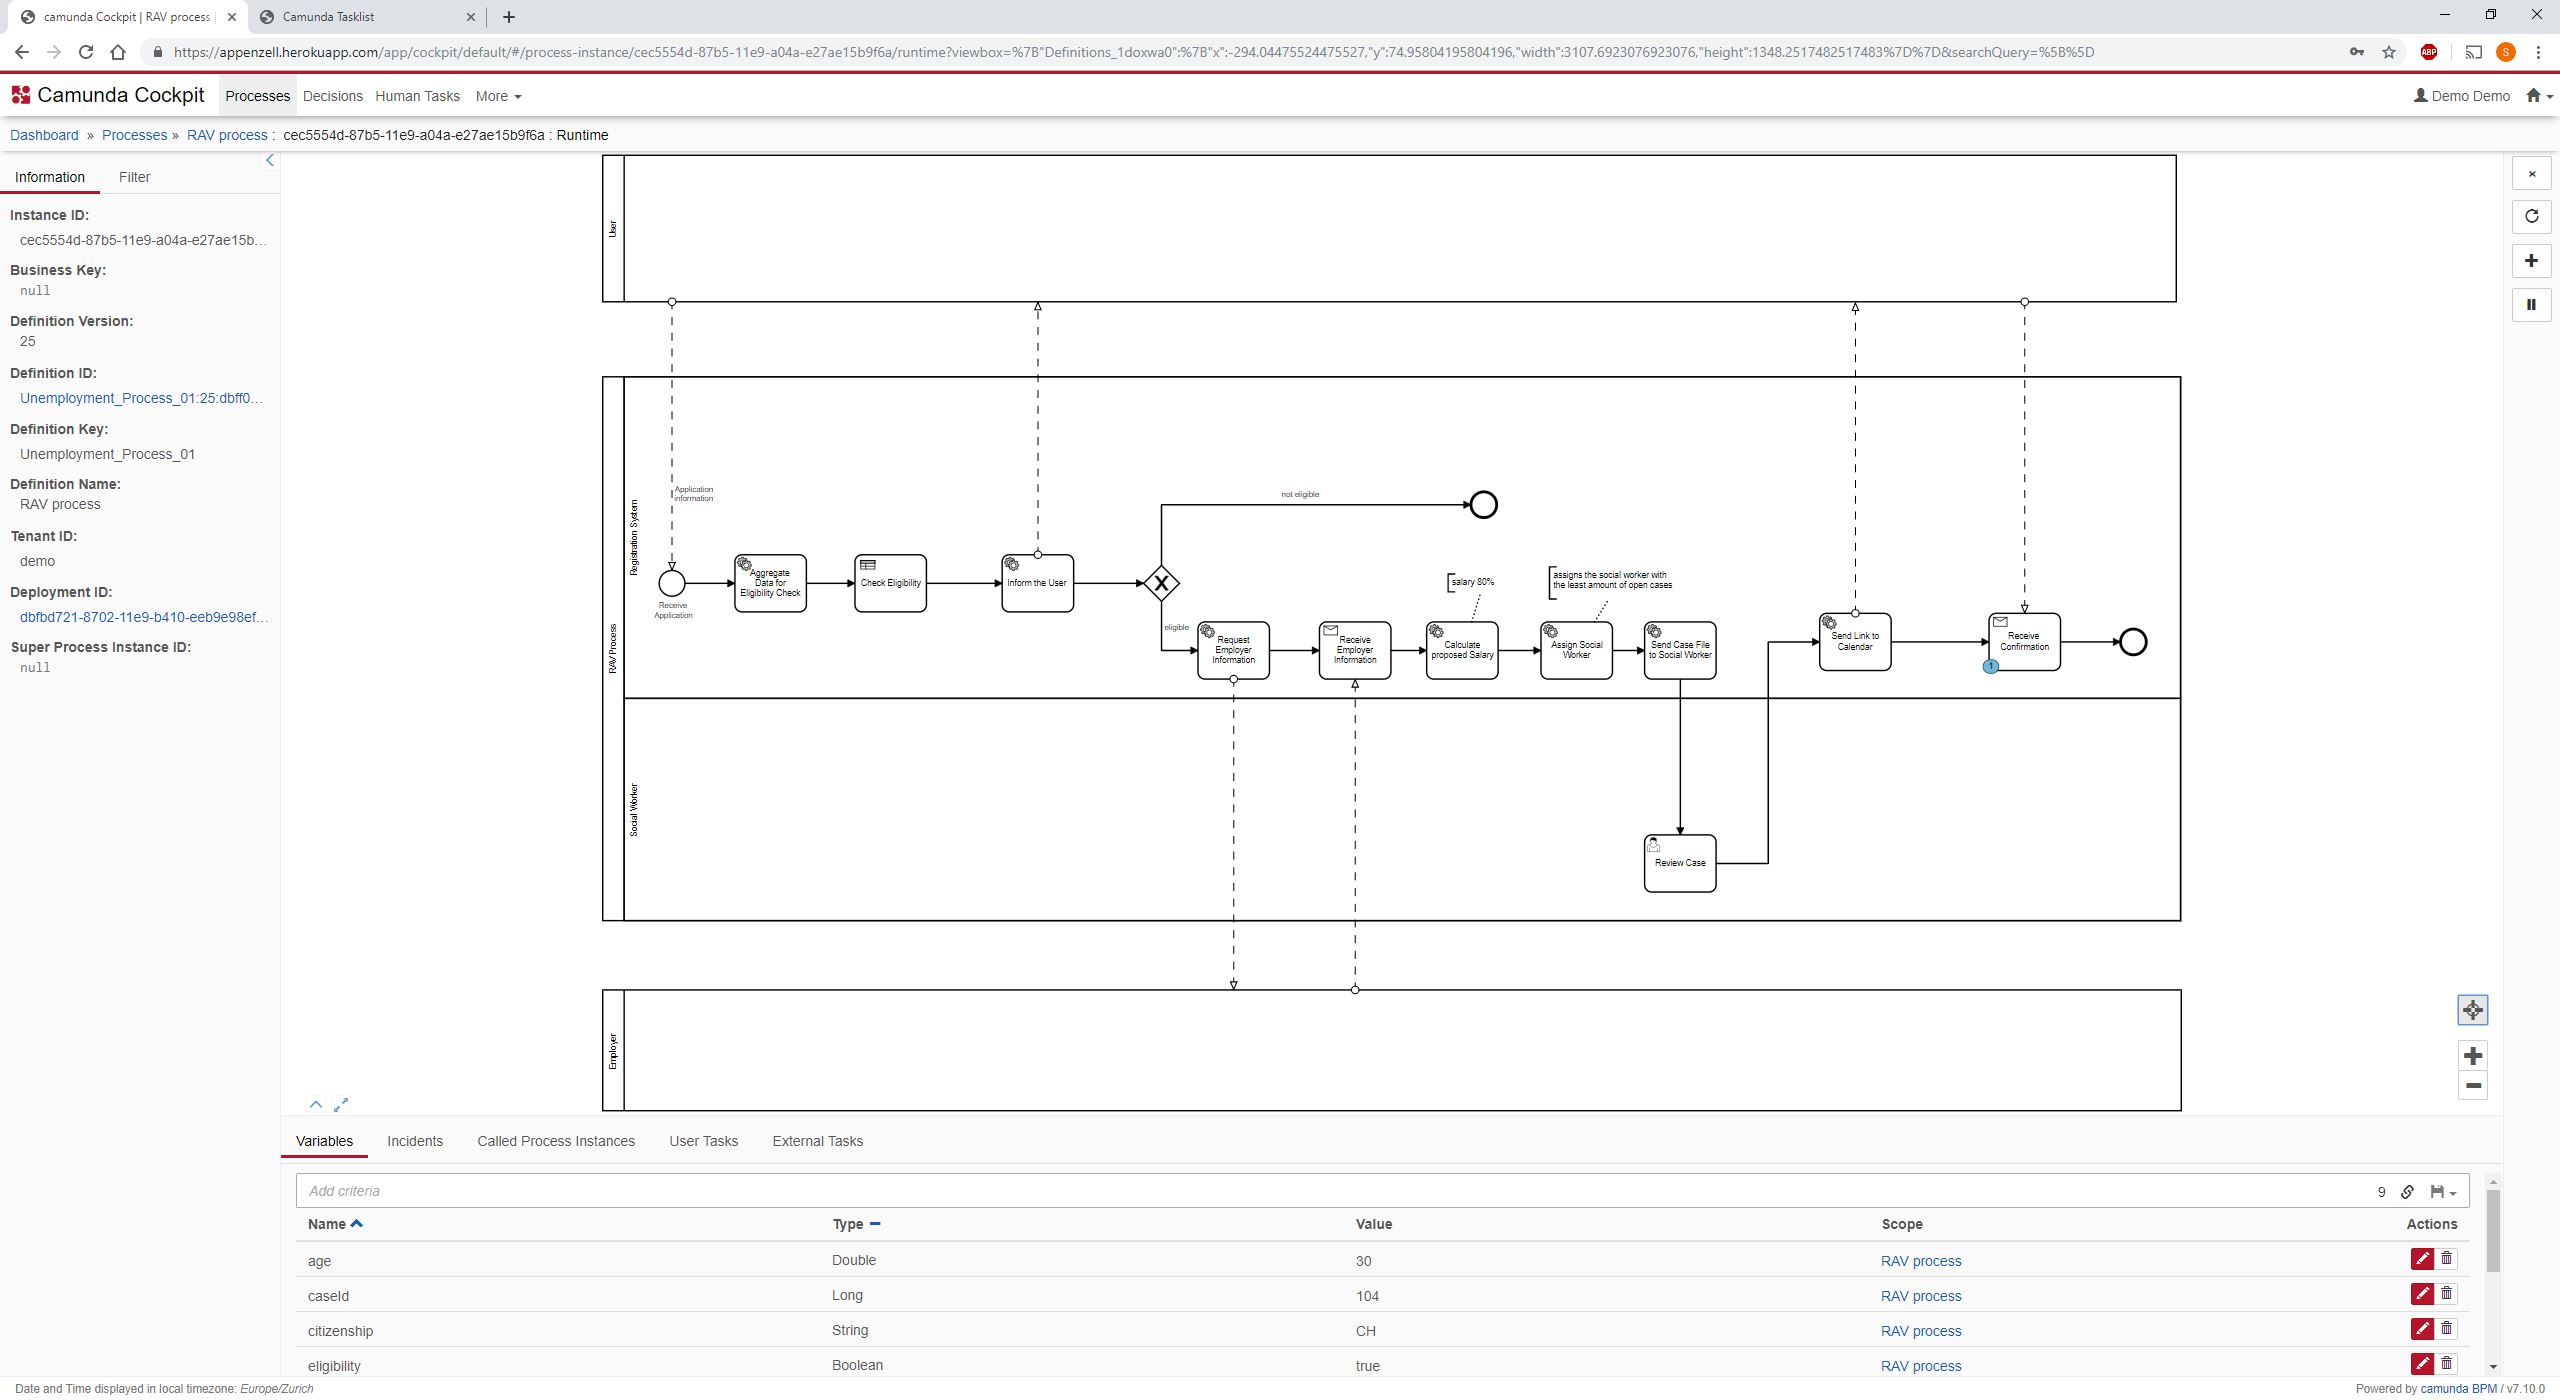 camunda Cockpit | RAV process |
Camunda Tasklist
https://appenzell.herokuapp.com/app/cockpit/default/#/process-instance/cec5554d-87b5-11e9-a04a-e27ae15b9f6a/runtime?viewbox=%7B"Definitions_1doxwa0":%7B"x":-294.04475524475527,"y":74.95804195804196,"width":3107.6923076923076,"height":1348.2517482517483%7D%7D&searchQuery=%5B%5D
ABP
S
Camunda Cockpit
Processes
Decisions
Human Tasks
More
Demo Demo
Dashboard » Processes » RAV process : cec5554d-87b5-11e9-a04a-e27ae15b9f6a : Runtime
Information
Filter
Instance ID:
cec5554d-87b5-11e9-a04a-e27ae15b...
Business Key:
null
Definition Version:
25
Definition ID:
Unemployment_Process_01:25:dbff0...
Definition Key:
Unemployment_Process_01
Definition Name:
RAV process
Tenant ID:
demo
Deployment ID:
dbfbd721-8702-11e9-b410-eeb9e98ef...
Super Process Instance ID:
null
User
RAV Process
Registration System
Social Worker
Employer
Application
information
Receive
Application
Aggregate
Data for
Eligibility Check
Check Eligibility
Inform the User
not eligible
eligible
Request
Employer
Information
Receive
Employer
Information
salary 80%
Calculate
proposed Salary
assigns the social worker with
the least amount of open cases
Assign Social
Worker
Send Case File
to Social Worker
Review Case
Send Link to
Calendar
Receive
Confirmation
1
Variables
Incidents
Called Process Instances
User Tasks
External Tasks
Add criteria
9
Name Type Value Scope Actions
age Double 30 RAV process
caseId Long 104 RAV process
citizenship String CH RAV process
eligibility Boolean true RAV process
Date and Time displayed in local timezone: Europe/Zurich
Powered by camunda BPM / v7.10.0